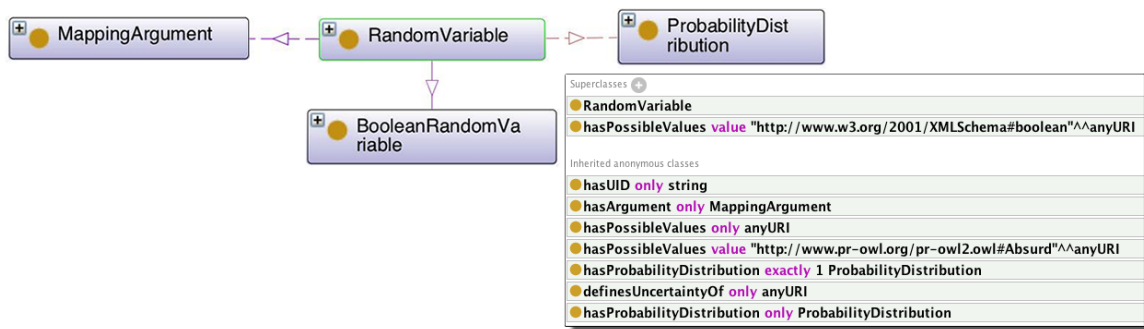 MappingArgument
RandomVariable
ProbabilityDist
ribution
BooleanRandomVa
riable
Superclasses
RandomVariable
hasPossibleValues value "http://www.w3.org/2001/XMLSchema#boolean"^^anyURI
Inherited anonymous classes
hasUID only string
hasArgument only MappingArgument
hasPossibleValues only anyURI
hasPossibleValues value "http://www.pr-owl.org/pr-owl2.owl#Absurd"^^anyURI
hasProbabilityDistribution exactly 1 ProbabilityDistribution
definesUncertaintyOf only anyURI
hasProbabilityDistribution only ProbabilityDistribution